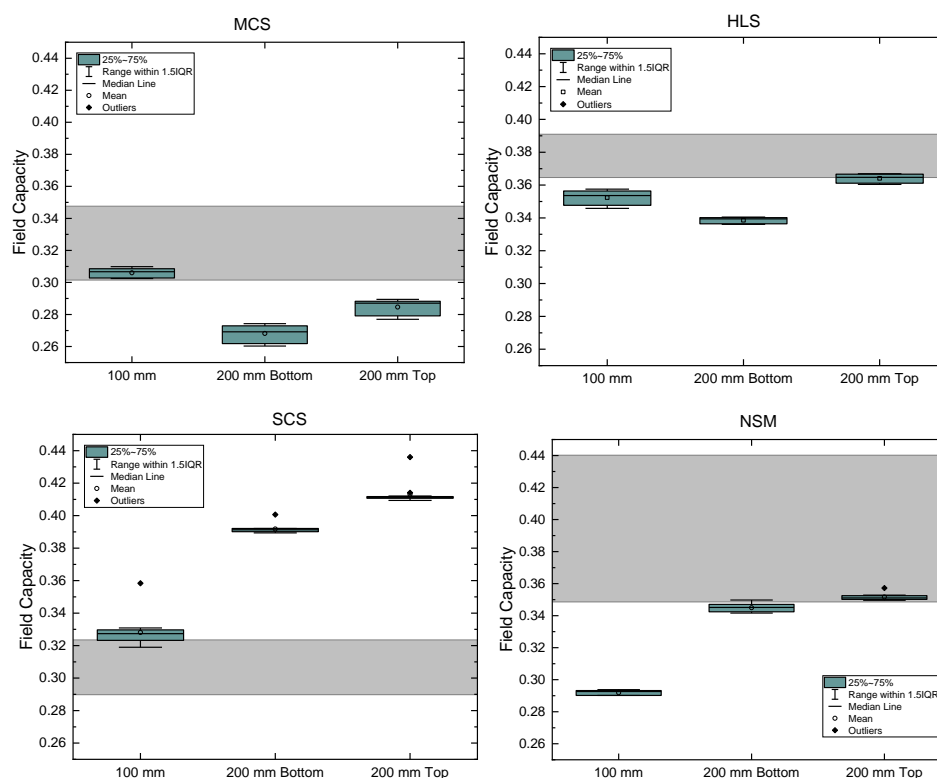 MCS
0.44
0.42
0.40
0.38
0.36
0.34
0.32
0.30
0.28
0.26
Field Capacity
25%~75%
Range within 1.5IQR
Median Line
Mean
Outliers
100 mm
200 mm Bottom
200 mm Top
HLS
0.44
0.42
0.40
0.38
0.36
0.34
0.32
0.30
0.28
0.26
Field Capacity
25%~75%
Range within 1.5IQR
Median Line
Mean
Outliers
100 mm
200 mm Bottom
200 mm Top
SCS
0.44
0.42
0.40
0.38
0.36
0.34
0.32
0.30
0.28
0.26
Field Capacity
25%~75%
Range within 1.5IQR
Median Line
Mean
Outliers
100 mm
200 mm Bottom
200 mm Top
NSM
0.44
0.42
0.40
0.38
0.36
0.34
0.32
0.30
0.28
0.26
Field Capacity
25%~75%
Range within 1.5IQR
Median Line
Mean
Outliers
100 mm
200 mm Bottom
200 mm Top